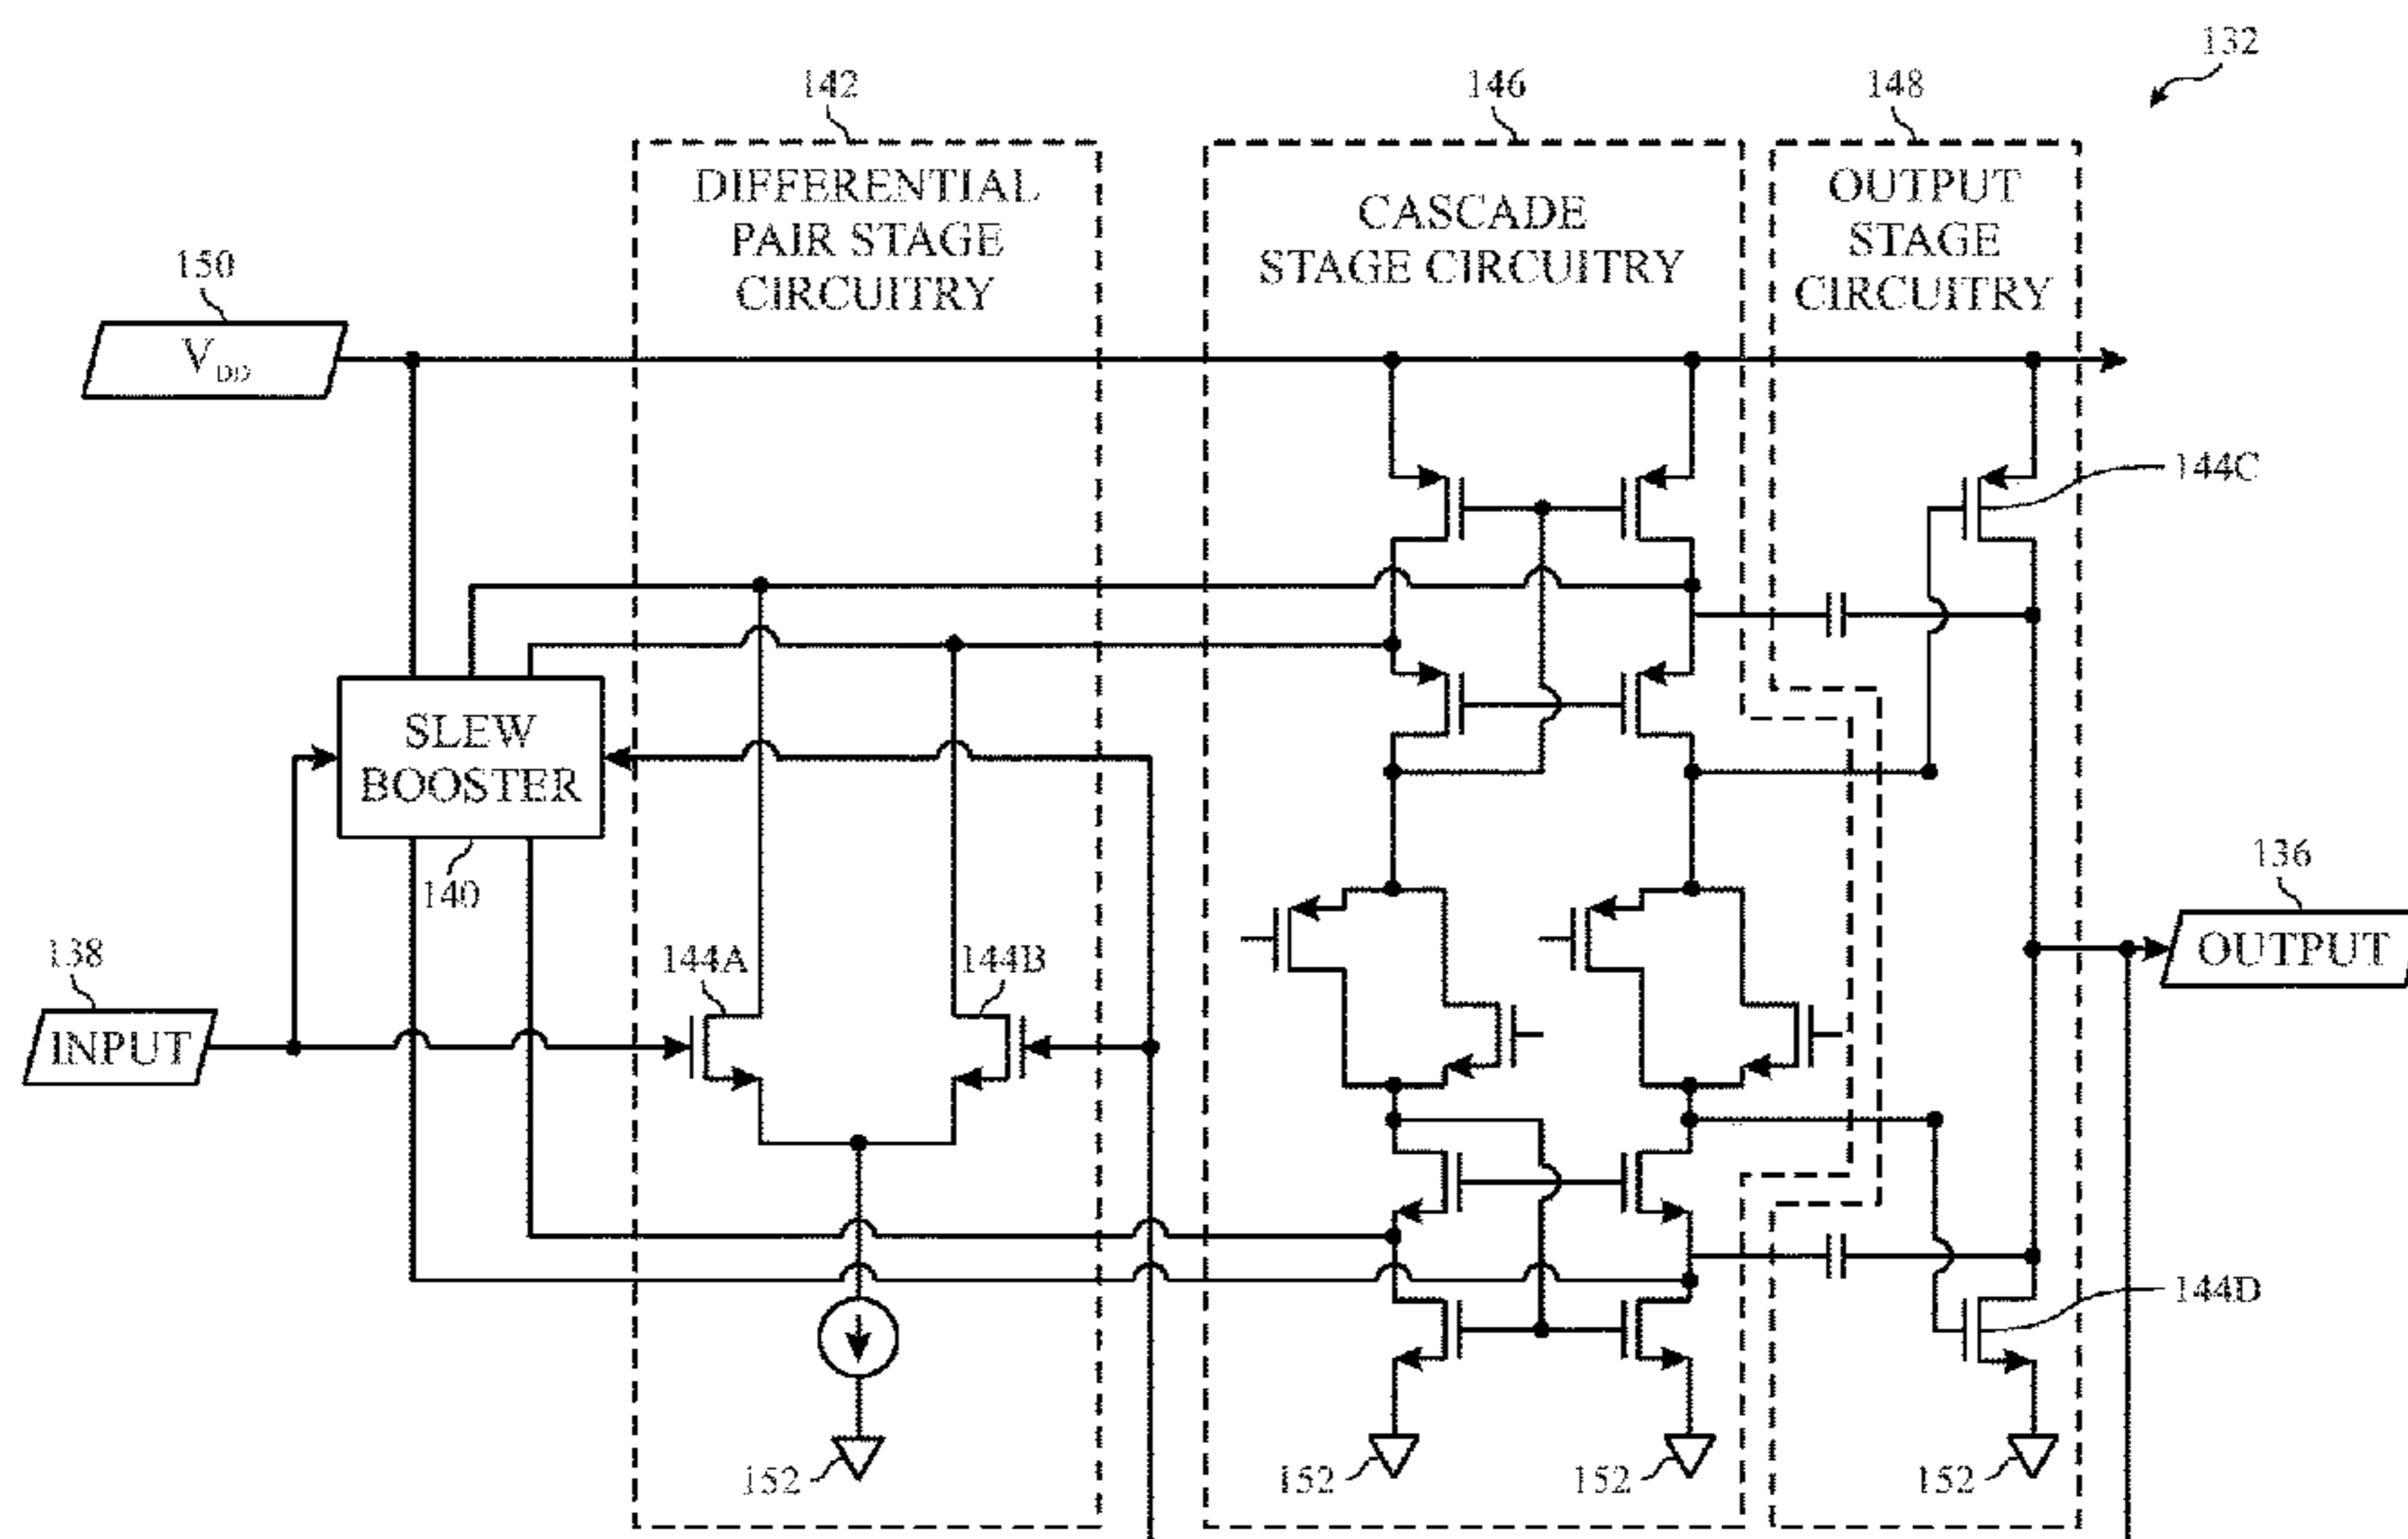 132
142
146
148
DIFFERENTIAL
PAIR STAGE
CIRCUITRY
CASCADE
STAGE CIRCUITRY
OUTPUT
STAGE
CIRCUITRY
150
VDD
144C
SLEW
BOOSTER
140
136
OUTPUT
138
INPUT
144A
144B
144D
152
152
152
152